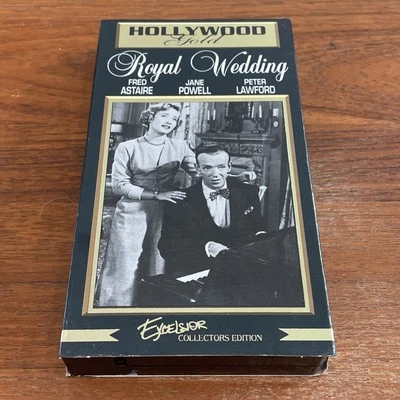 HOLLYWOOD
Gold
Royal Wedding
FRED JANE PETER
ASTAIRE POWELL LAWFORD
EXCELSIOR
COLLECTORS EDITION